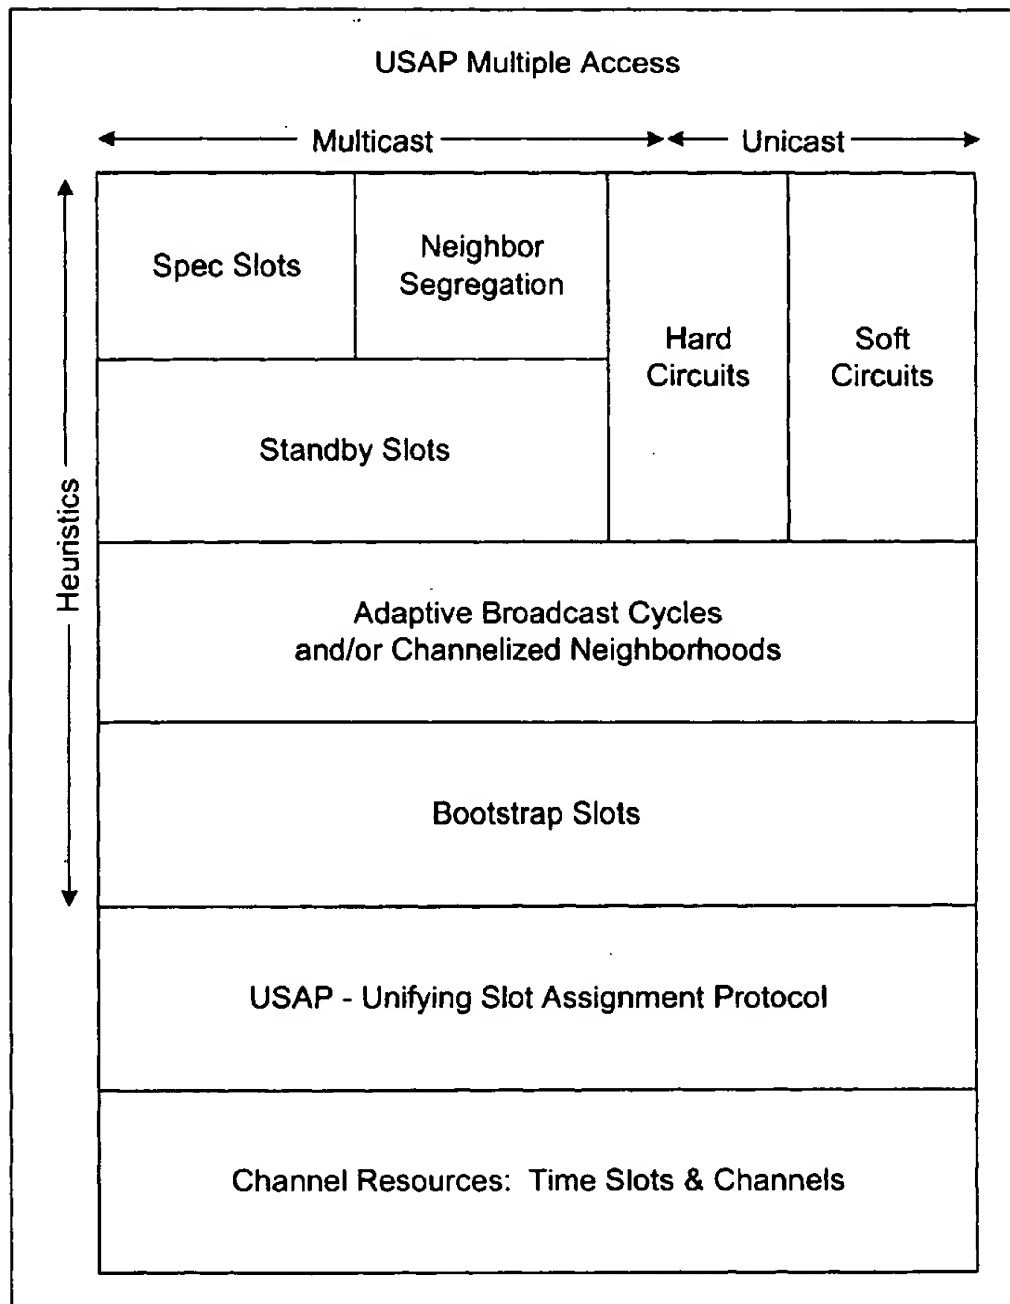 USAP Multiple Access
Multicast
Unicast
Spec Slots
Neighbor
Segregation
Hard
Circuits
Soft
Circuits
Standby Slots
Heuristics
Adaptive Broadcast Cycles
and/or Channelized Neighborhoods
Bootstrap Slots
USAP - Unifying Slot Assignment Protocol
Channel Resources: Time Slots & Channels